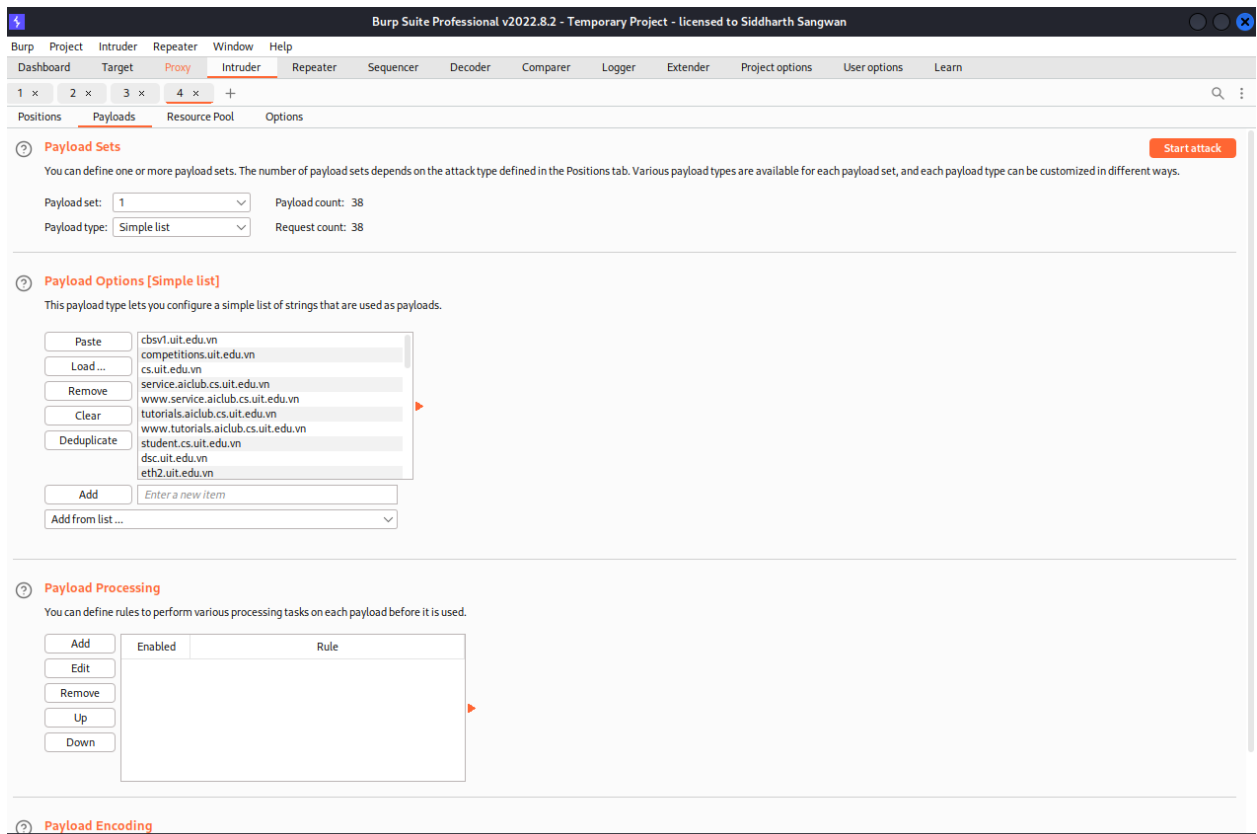 Burp Suite Professional v2022.8.2 - Temporary Project - licensed to Siddharth Sangwan
Burp Project Intruder Repeater Window Help
Dashboard Target Proxy Intruder Repeater Sequencer Decoder Comparer Logger Extender Project options User options Learn
1 × 2 × 3 × 4 × +
Positions Payloads Resource Pool Options
? Payload Sets Start attack
You can define one or more payload sets. The number of payload sets depends on the attack type defined in the Positions tab. Various payload types are available for each payload set, and each payload type can be customized in different ways.
Payload set: 1 Payload count: 38
Payload type: Simple list Request count: 38
? Payload Options [Simple list]
This payload type lets you configure a simple list of strings that are used as payloads.
Paste
Load ...
Remove
Clear
Deduplicate
cbsv1.uit.edu.vn
competitions.uit.edu.vn
cs.uit.edu.vn
service.aiclub.cs.uit.edu.vn
www.service.aiclub.cs.uit.edu.vn
tutorials.aiclub.cs.uit.edu.vn
www.tutorials.aiclub.cs.uit.edu.vn
student.cs.uit.edu.vn
dsc.uit.edu.vn
eth2.uit.edu.vn
Add Enter a new item
Add from list ...
? Payload Processing
You can define rules to perform various processing tasks on each payload before it is used.
Add
Edit
Remove
Up
Down
Enabled Rule
? Payload Encoding